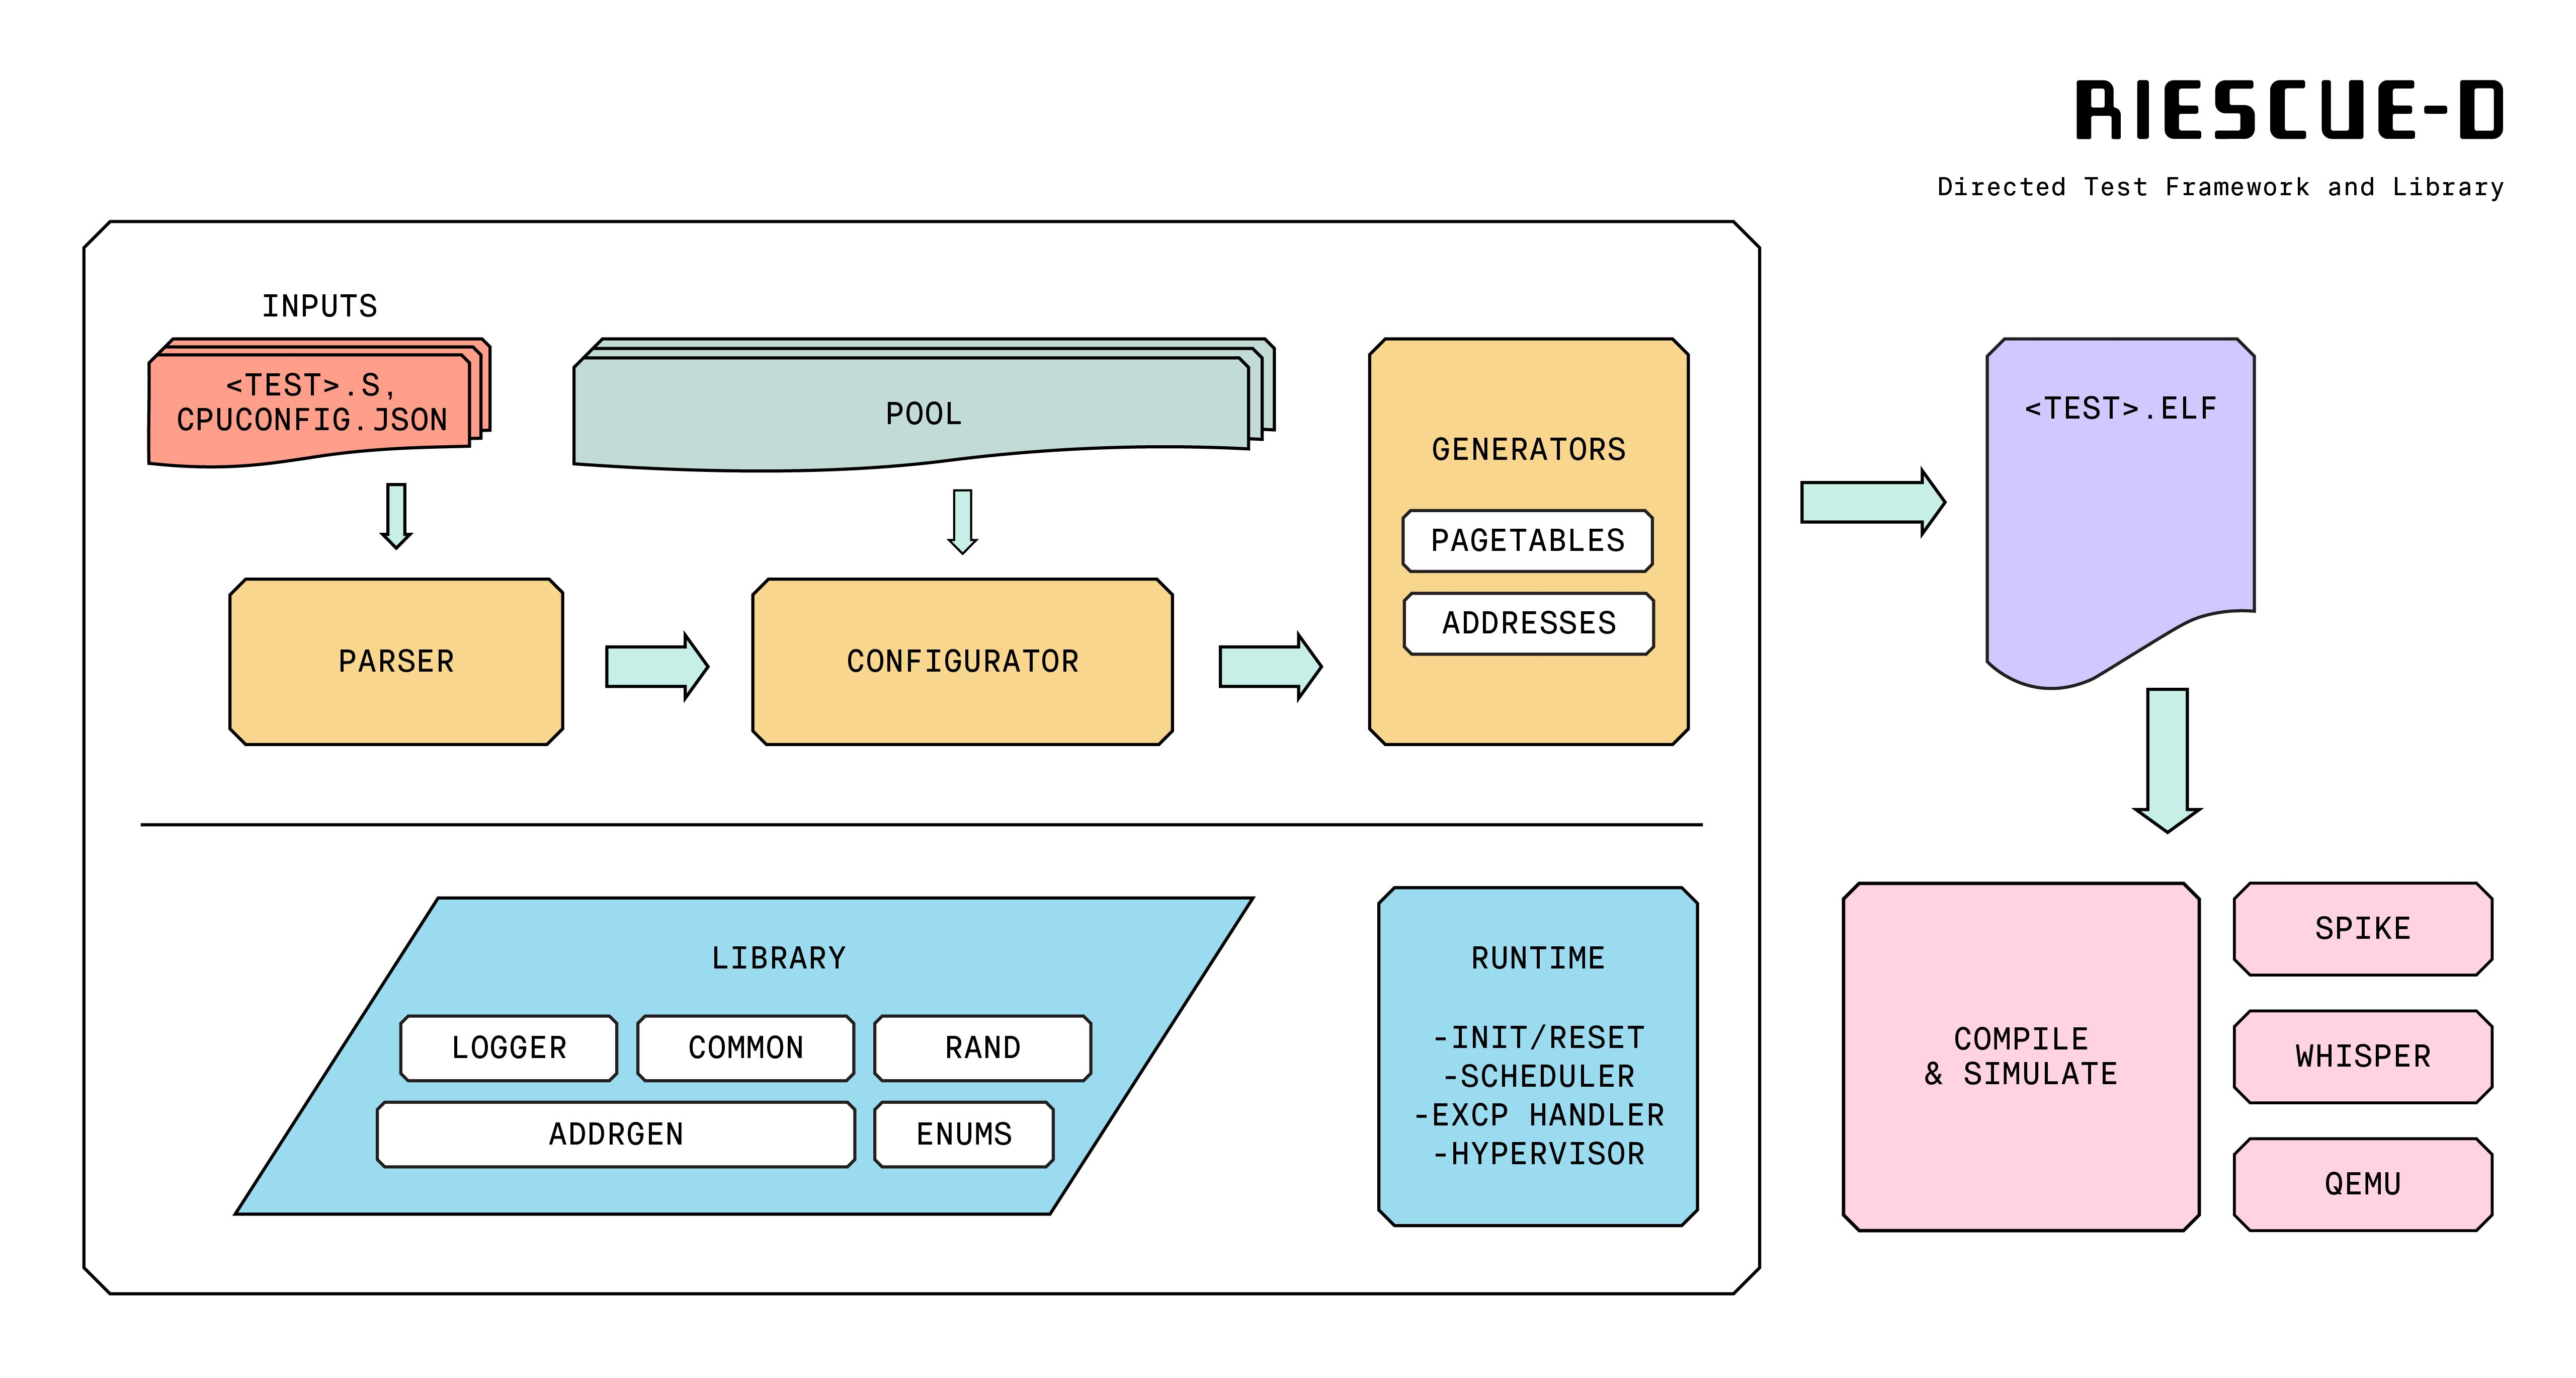 RIESCUE-D
Directed Test Framework and Library
INPUTS
<TEST>.S,
CPUCONFIG.JSON
POOL
GENERATORS
PAGETABLES
ADDRESSES
PARSER
CONFIGURATOR
<TEST>.ELF
LIBRARY
LOGGER
COMMON
RAND
ADDRGEN
ENUMS
RUNTIME
-INIT/RESET
-SCHEDULER
-EXCP HANDLER
-HYPERVISOR
COMPILE
& SIMULATE
SPIKE
WHISPER
QEMU